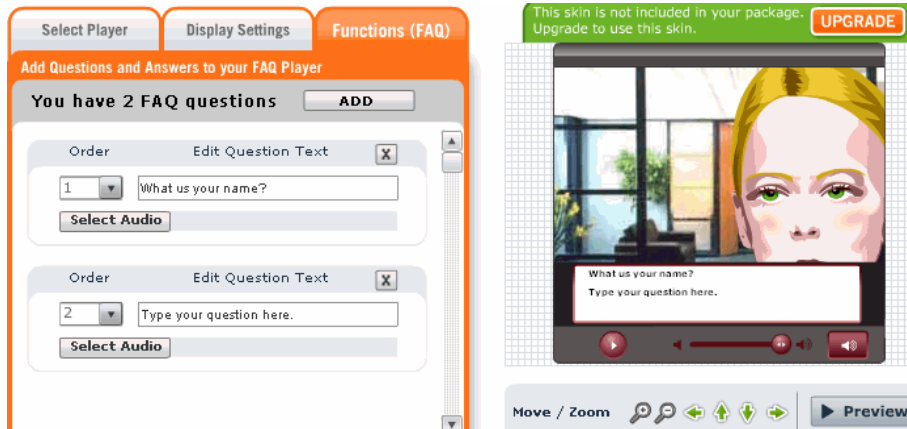 Select Player
Display Settings
Functions (FAQ)
Add Questions and Answers to your FAQ Player
You have 2 FAQ questions
ADD
Order
Edit Question Text
X
1
What us your name?
Select Audio
Order
Edit Question Text
X
2
Type your question here.
Select Audio
This skin is not included in your package.
Upgrade to use this skin.
UPGRADE
What us your name?
Type your question here.
Move / Zoom
Preview